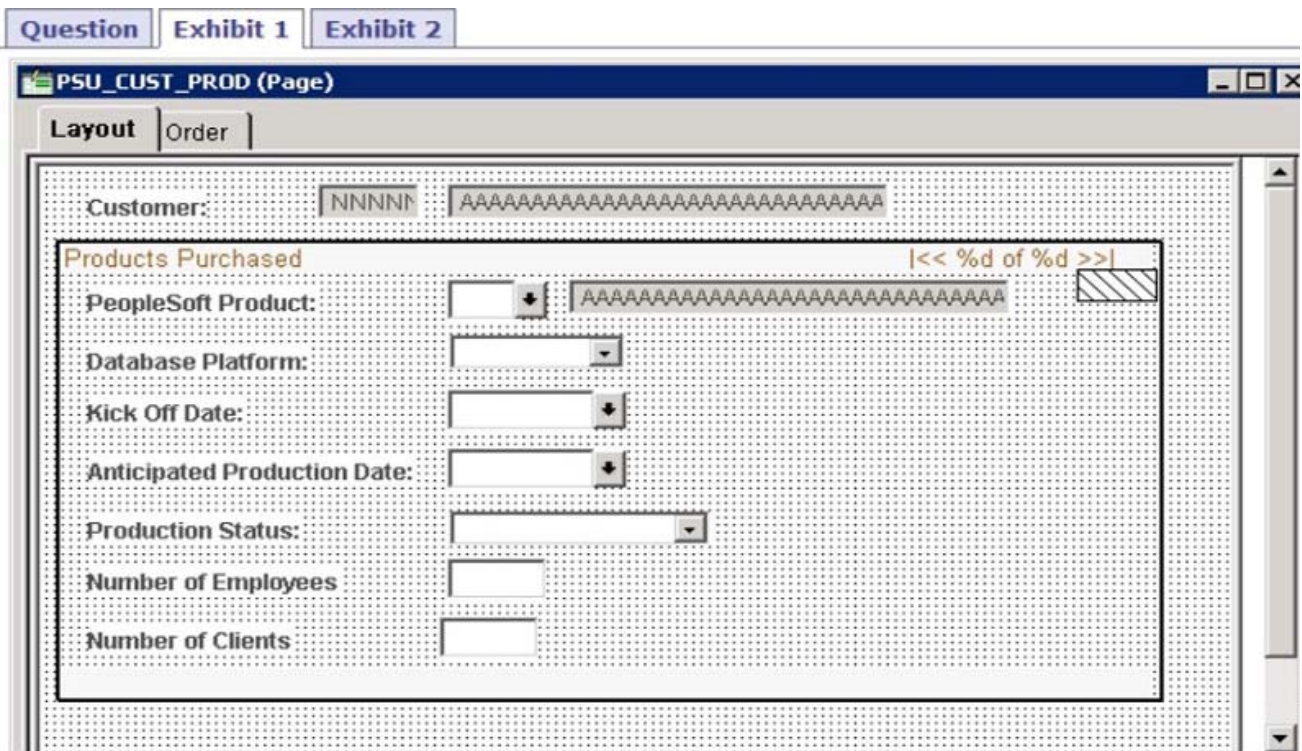 Question Exhibit 1 Exhibit 2
PSU_CUST_PROD (Page)
Layout Order
Customer: NNNNN AAAAAAAAAAAAAAAAAAAAAAAAAAAAAA
Products Purchased |<< %d of %d >>|
PeopleSoft Product: AAAAAAAAAAAAAAAAAAAAAAAAAAAAAA
Database Platform:
Kick Off Date:
Anticipated Production Date:
Production Status:
Number of Employees
Number of Clients